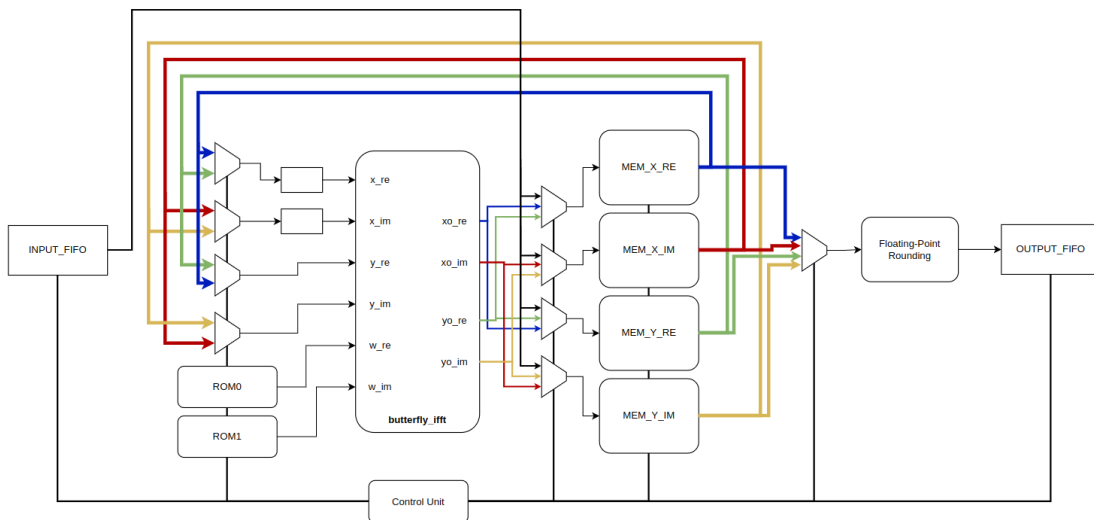 INPUT_FIFO
x_re
x_im
y_re
y_im
w_re
w_im
xo_re
xo_im
yo_re
yo_im
butterfly_ifft
ROM0
ROM1
MEM_X_RE
MEM_X_IM
MEM_Y_RE
MEM_Y_IM
Floating-Point
Rounding
OUTPUT_FIFO
Control Unit